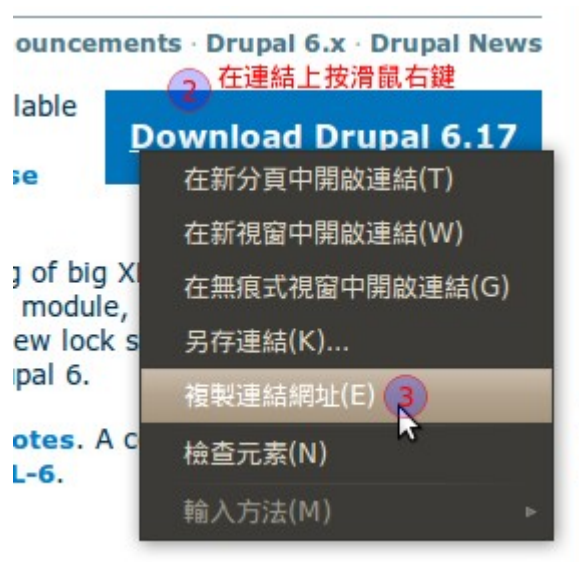 ouncements · Drupal 6.x · Drupal News
2 在連結上按滑鼠右鍵
lable
Download Drupal 6.17
se
在新分頁中開啟連結(T)
在新視窗中開啟連結(W)
g of big X
在無痕式視窗中開啟連結(G)
module,
ew lock s
另存連結(K)...
pal 6.
複製連結網址(E) 3
otes. A c
檢查元素(N)
L-6.
輸入方法(M)